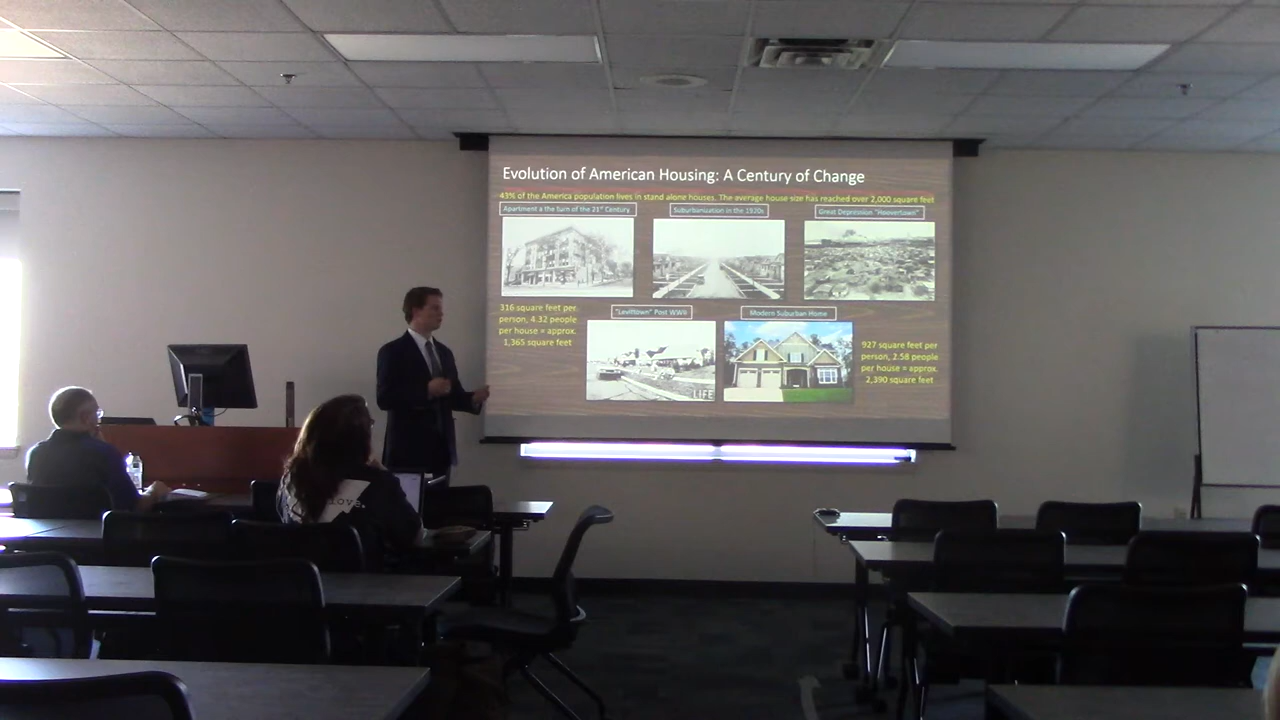 Evolution of American Housing: A Century of Change
43% of the America population lives in stand alone houses. The average house size has reached over 2,000 square feet
Apartment a the turn of the 21st Century
Suburbanization in the 1920s
Great Depression "Hoovertown"
316 square feet per
person, 4.32 people
per house = approx.
1,365 square feet
"Levittown" Post WWII
Modern Suburban Home
927 square feet per
person, 2.58 people
per house = approx.
2,390 square feet
LIFE
love.